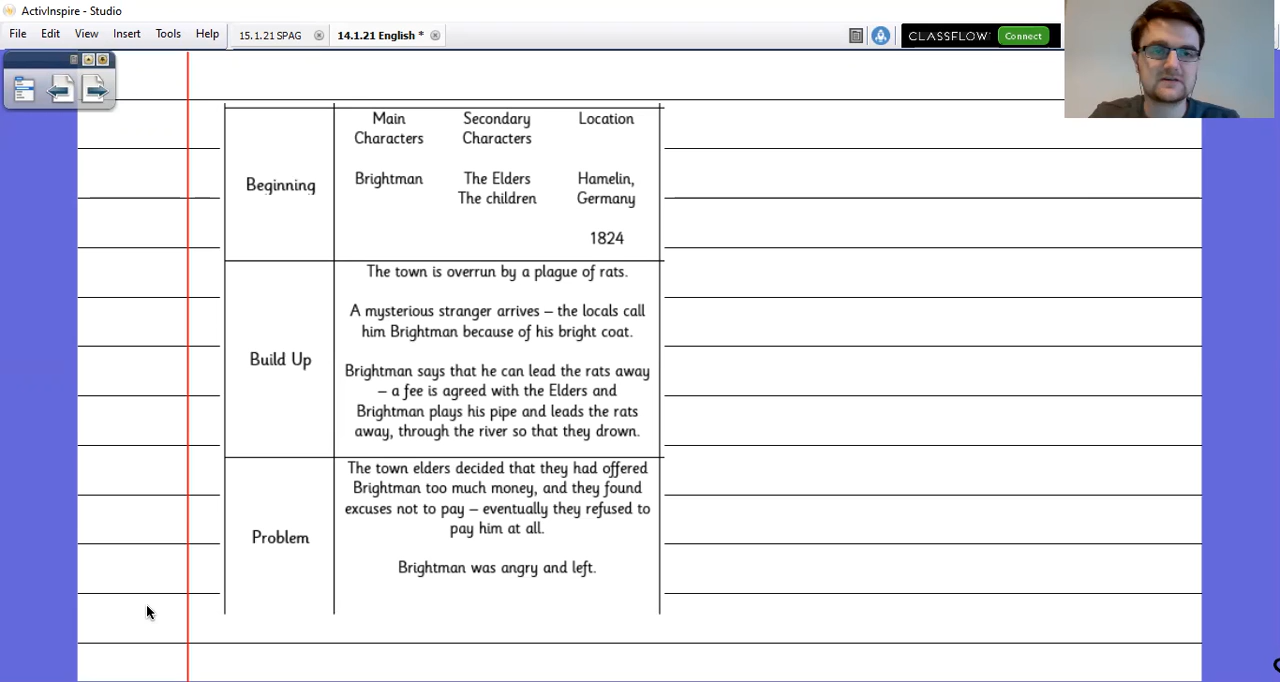 ActivInspire - Studio
File Edit View Insert Tools Help
15.1.21 SPAG
14.1.21 English *
CLASSFLOW Connect
Beginning
Main Characters
Secondary Characters
Location
Brightman
The Elders
The children
Hamelin,
Germany
1824
Build Up
The town is overrun by a plague of rats.
A mysterious stranger arrives – the locals call
him Brightman because of his bright coat.
Brightman says that he can lead the rats away
– a fee is agreed with the Elders and
Brightman plays his pipe and leads the rats
away, through the river so that they drown.
Problem
The town elders decided that they had offered
Brightman too much money, and they found
excuses not to pay – eventually they refused to
pay him at all.
Brightman was angry and left.